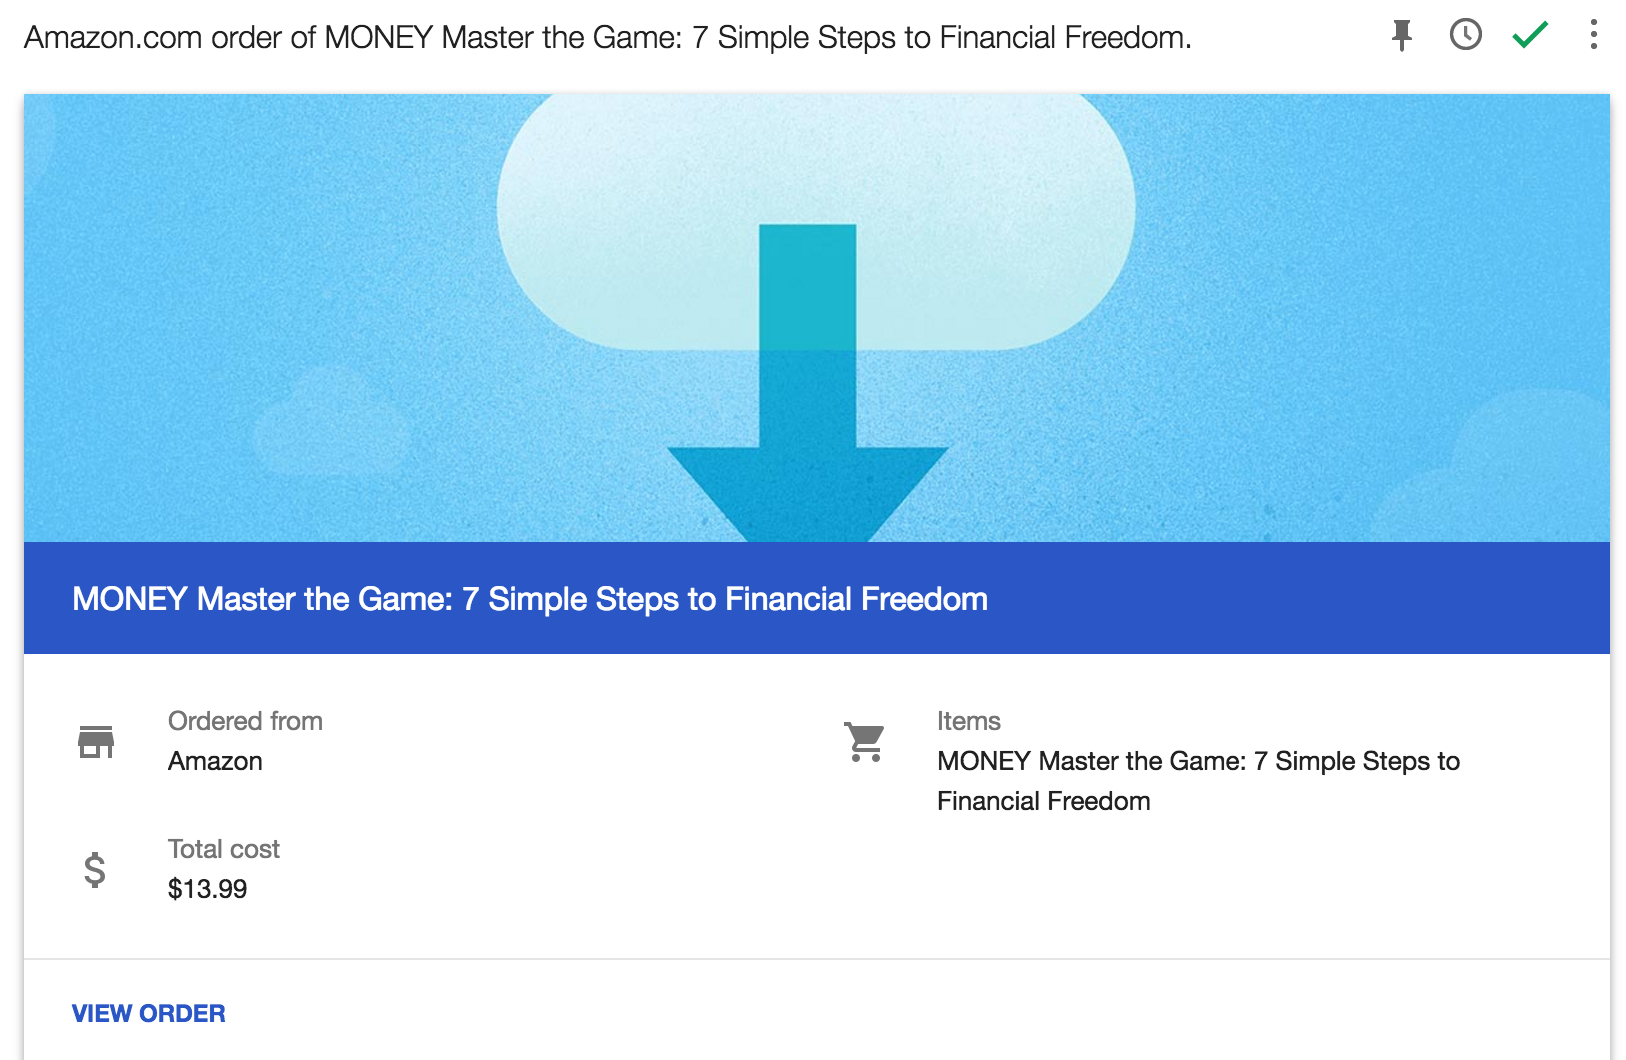 Amazon.com order of MONEY Master the Game: 7 Simple Steps to Financial Freedom.
MONEY Master the Game: 7 Simple Steps to Financial Freedom
Ordered from
Amazon
Items
MONEY Master the Game: 7 Simple Steps to
Financial Freedom
Total cost
$13.99
VIEW ORDER